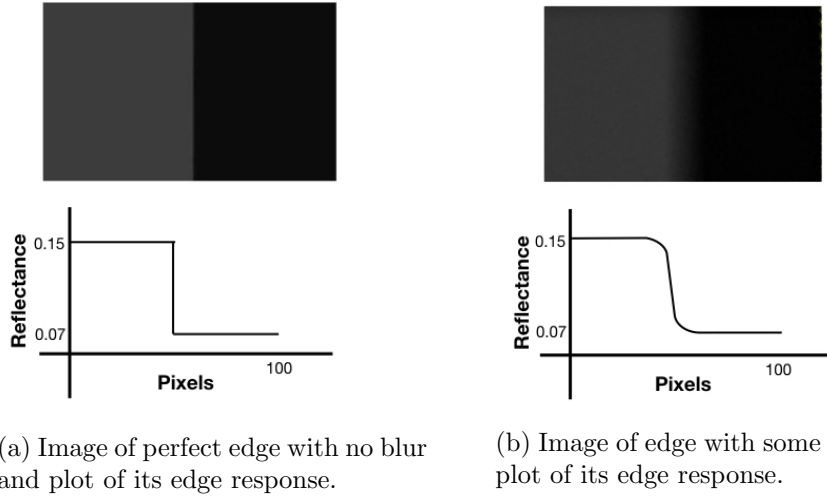 Reflectance
0.15
0.07
100
Pixels
(a) Image of perfect edge with no blur
and plot of its edge response.
Reflectance
0.15
0.07
100
Pixels
(b) Image of edge with some
plot of its edge response.